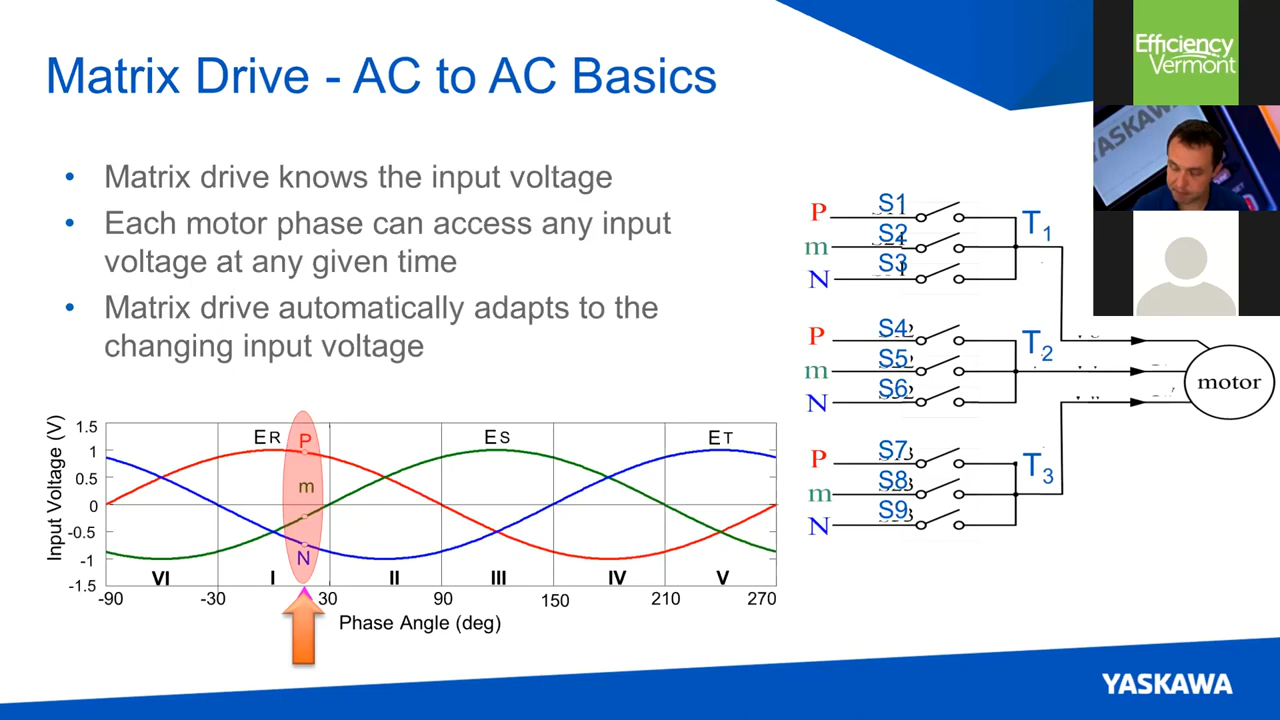 Matrix Drive - AC to AC Basics
• Matrix drive knows the input voltage
• Each motor phase can access any input
voltage at any given time
• Matrix drive automatically adapts to the
changing input voltage
Efficiency
Vermont
YASKAWA
P S1
m S2 T1
N S3
P S4
m S5 T2
N S6
P S7
m S8 T3
N S9
motor
Input Voltage (V)
1.5
1
0.5
0
-0.5
-1
-1.5
ER P ES ET
m
N
VI I II III IV V
-90 -30 30 90 150 210 270
Phase Angle (deg)
YASKAWA